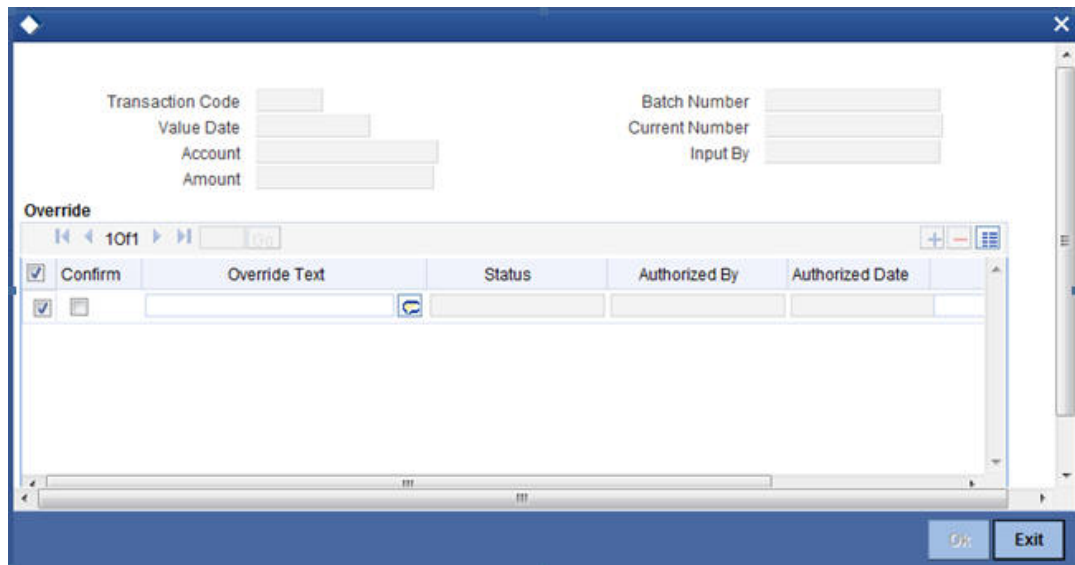 Transaction Code
Batch Number
Value Date
Current Number
Account
Input By
Amount
Override
1Of1 Go
Confirm Override Text Status Authorized By Authorized Date
Ok Exit